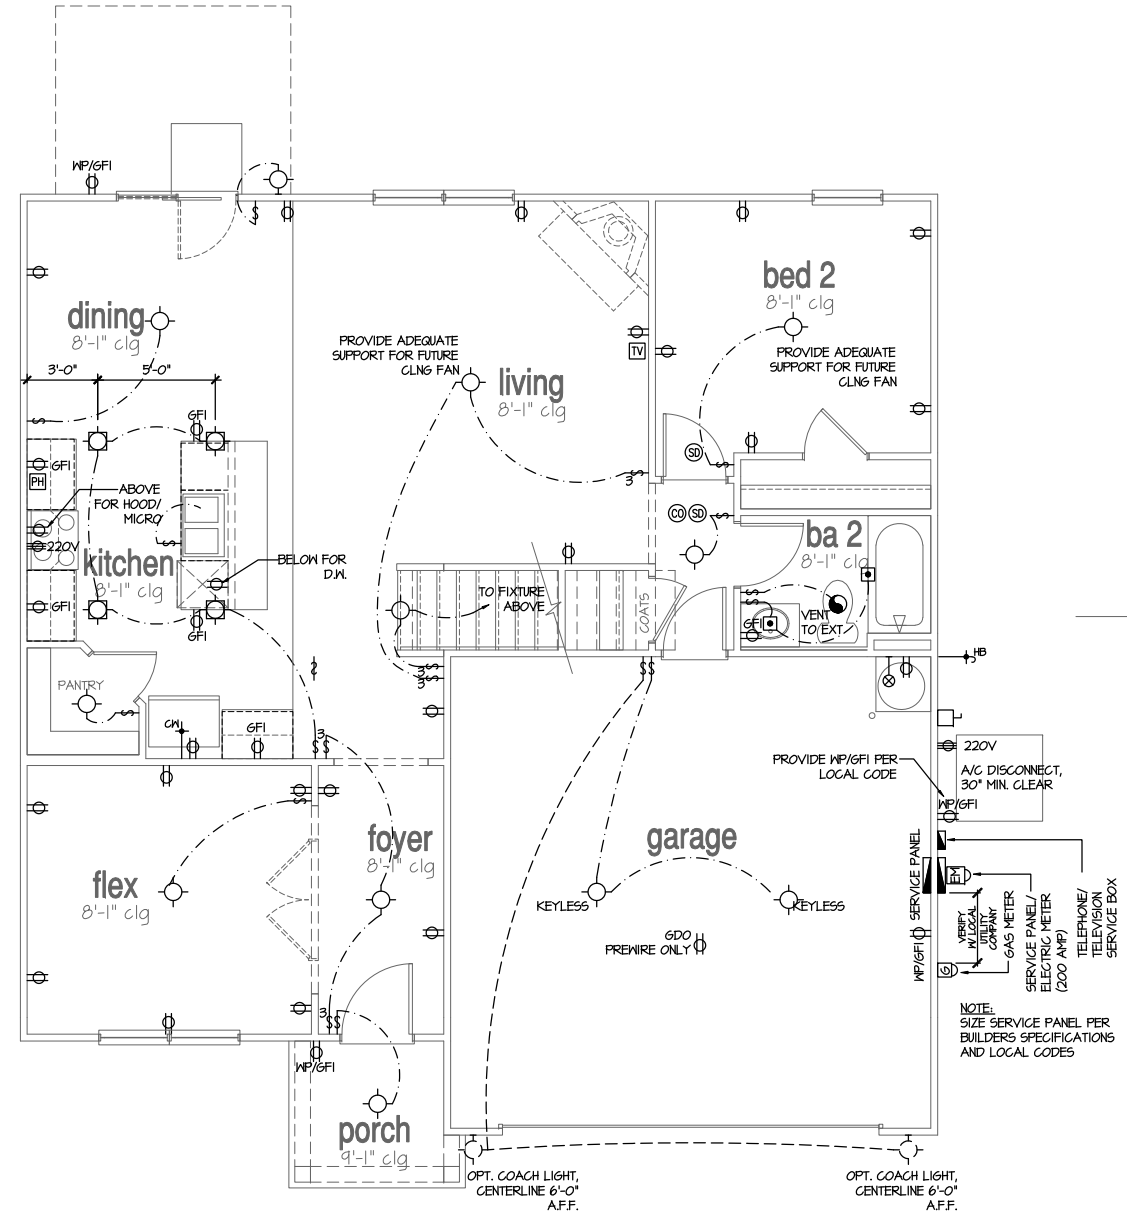 WP/GFI
bed 2
8'-1" clg
dining
8'-1" clg
PROVIDE ADEQUATE
SUPPORT FOR FUTURE
CLNG FAN
TV
PROVIDE ADEQUATE
SUPPORT FOR FUTURE
CLNG FAN
3'-0"
5'-0"
living
8'-1" clg
GFI
SD
GFI
PH
3
ABOVE
FOR HOOD/
MICRO
CO
SD
220V
kitchen
8'-1" clg
BELOW FOR
D.W.
ba 2
8'-1" clg
TO FIXTURE
ABOVE
COATS
GFI
GFI
GFI
VENT
TO EXT.
HB
3
3
PANTRY
CW
GFI
3
220V
A/C DISCONNECT,
30" MIN. CLEAR
PROVIDE WP/GFI PER
LOCAL CODE
WP/GFI
foyer
8'-1" clg
garage
flex
8'-1" clg
KEYLESS
KEYLESS
GDO
PREWIRE ONLY
SERVICE PANEL
EM
VERIFY
W/ LOCAL
UTILITY
COMPANY
WP/GFI
G
GAS METER
SERVICE PANEL/
ELECTRIC METER
(200 AMP)
TELEPHONE/
TELEVISION
SERVICE BOX
NOTE:
SIZE SERVICE PANEL PER
BUILDERS SPECIFICATIONS
AND LOCAL CODES
3
WP/GFI
porch
9'-1" clg
OPT. COACH LIGHT,
CENTERLINE 6'-0"
A.F.F.
OPT. COACH LIGHT,
CENTERLINE 6'-0"
A.F.F.